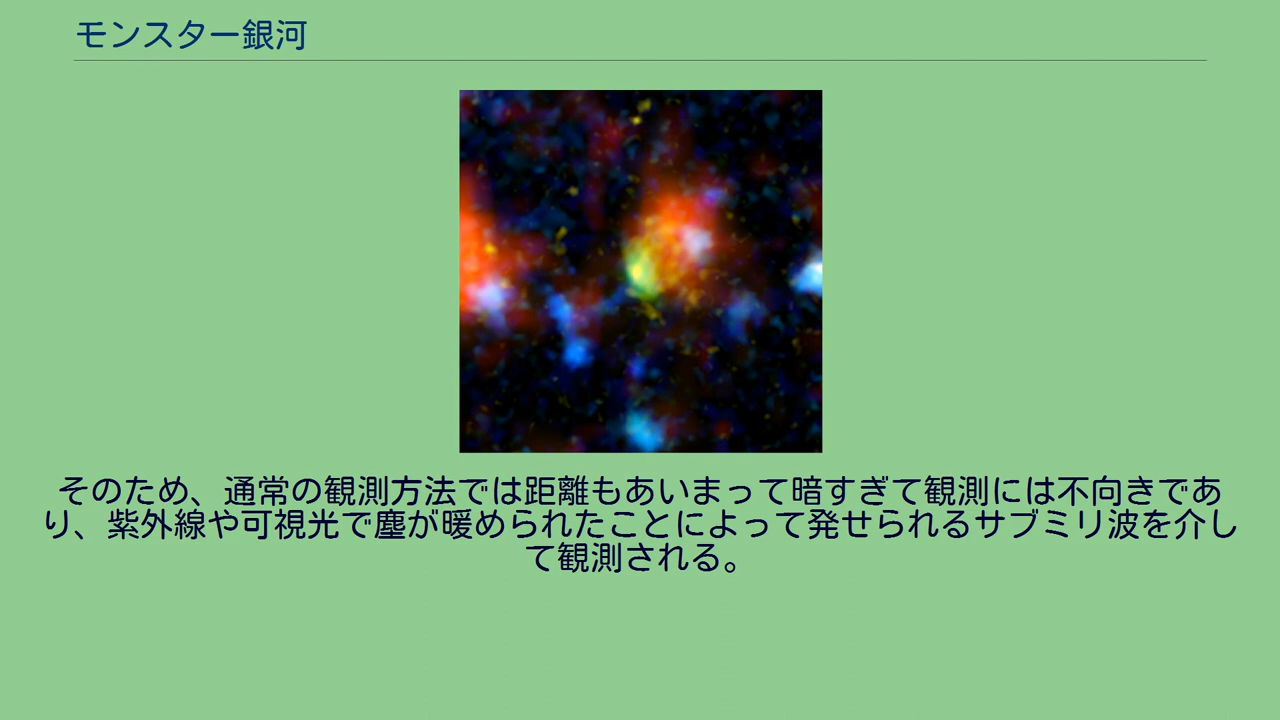 モンスター銀河
そのため、通常の観測方法では距離もあいまって暗すぎて観測には不向きであ
り、紫外線や可視光で塵が暖められたことによって発せられるサブミリ波を介し
て観測される。